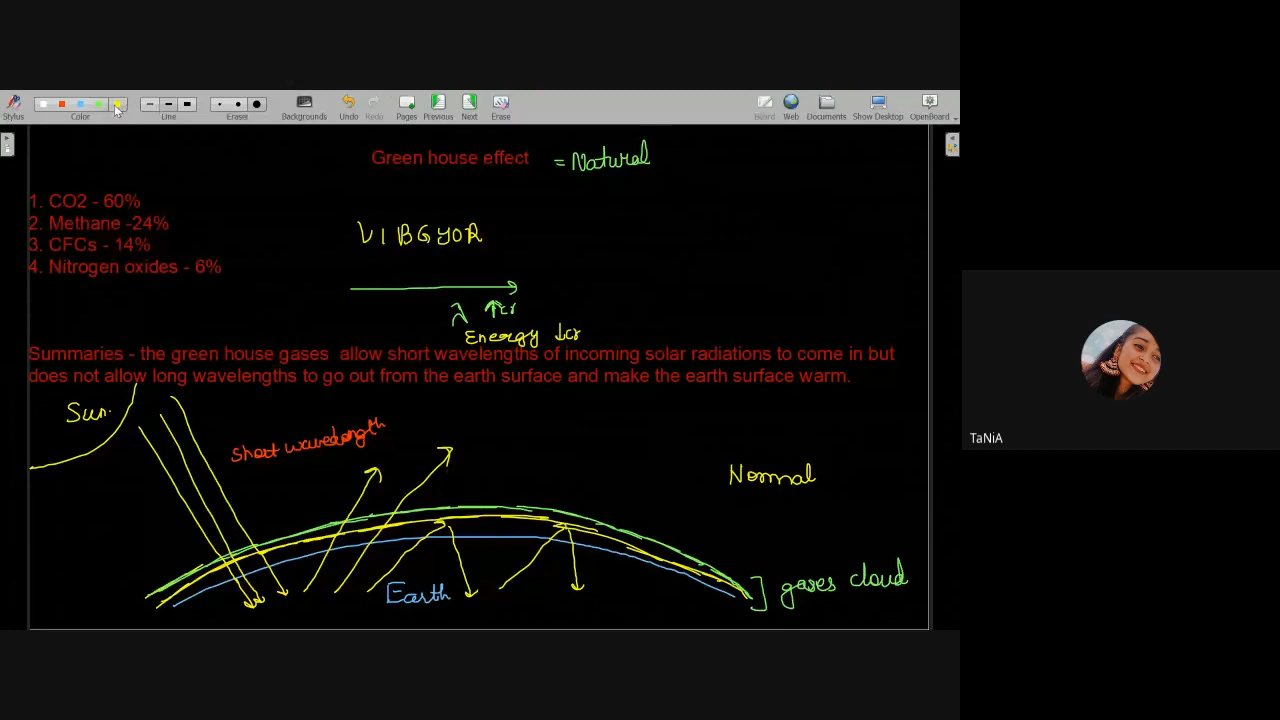 Stylus
Color
Line
Eraser
Backgrounds
Undo
Redo
Pages
Previous
Next
Erase
Board
Web
Documents
Show Desktop
OpenBoard
Green house effect = Natural
1. CO2 - 60%
2. Methane -24%
3. CFCs - 14%
4. Nitrogen oxides - 6%
VIBGYOR
λ ↑cr
Energy ↓cr
Summaries - the green house gases allow short wavelengths of incoming solar radiations to come in but
does not allow long wavelengths to go out from the earth surface and make the earth surface warm.
Sun.
Short wavelength
Normal
Earth
] gases cloud
TaNiA